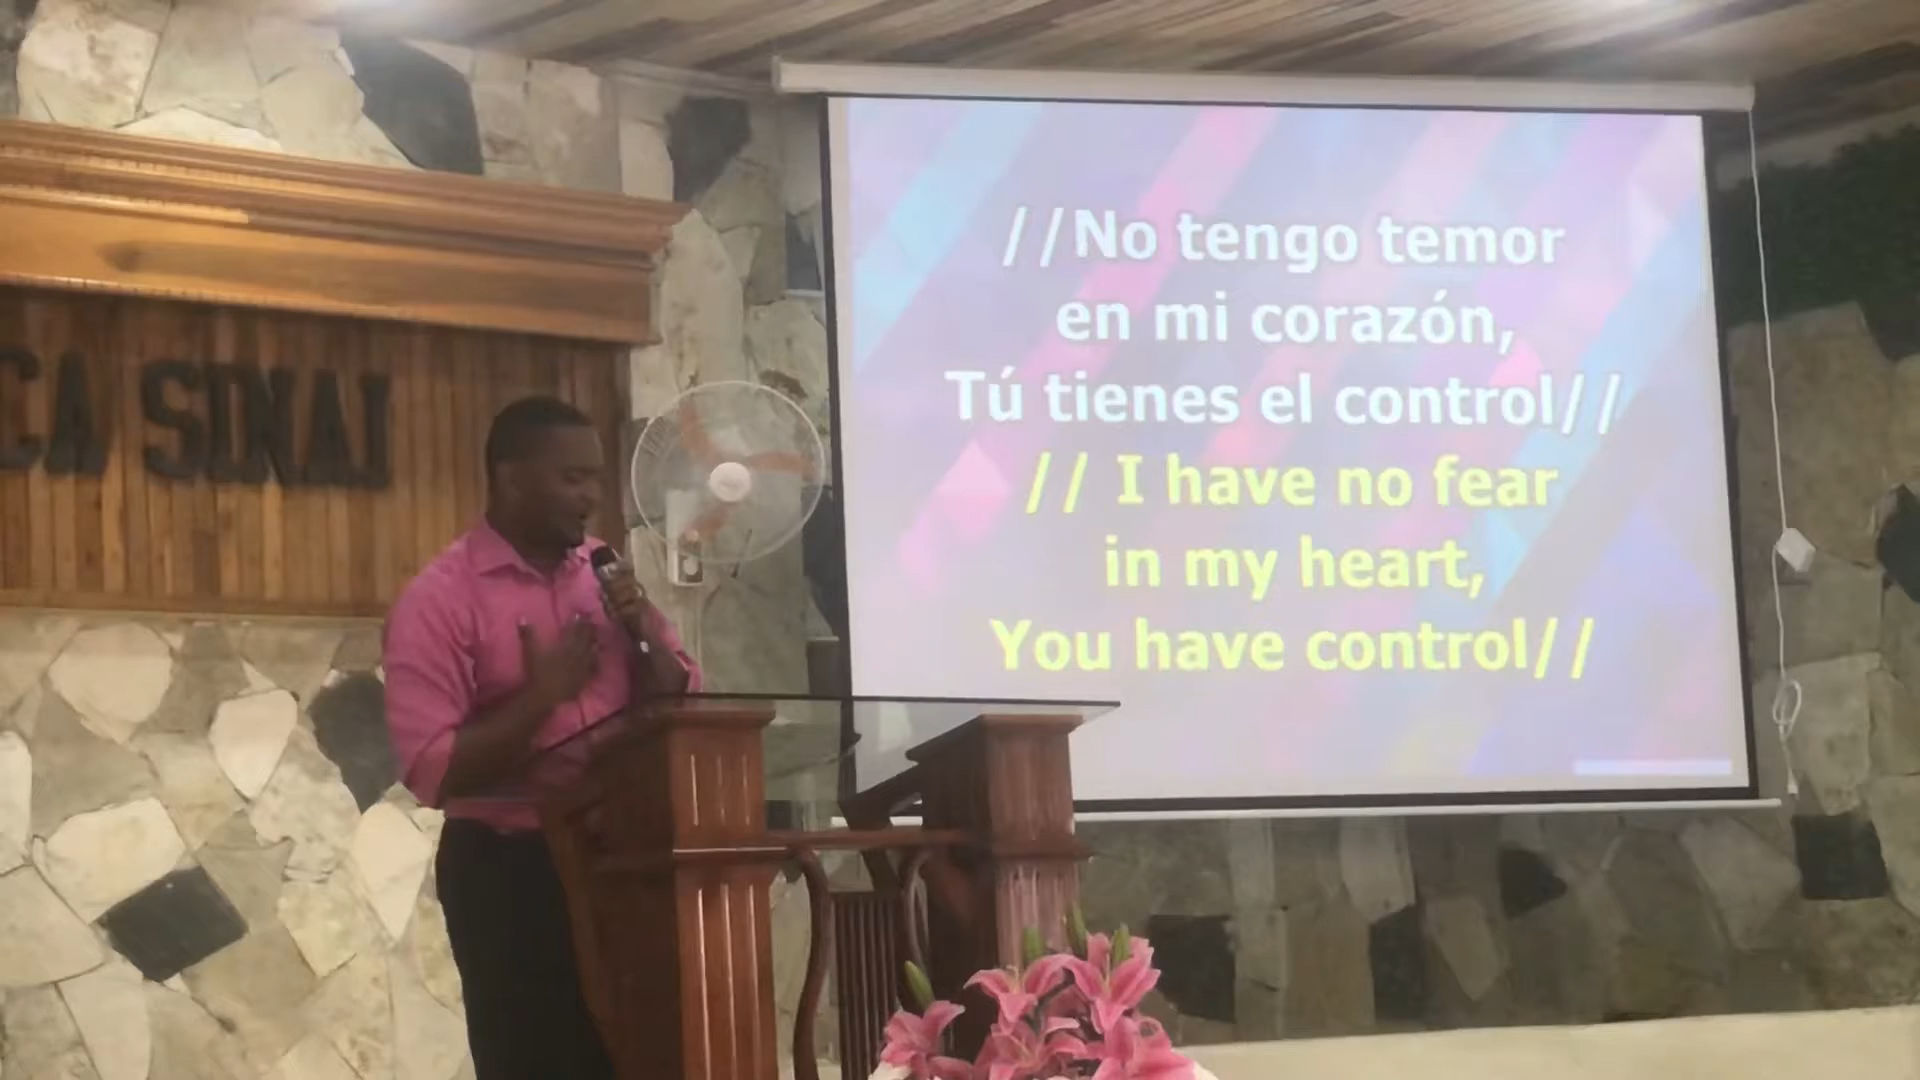 CA SINAI
//No tengo temor
en mi corazón,
Tú tienes el control//
// I have no fear
in my heart,
You have control//